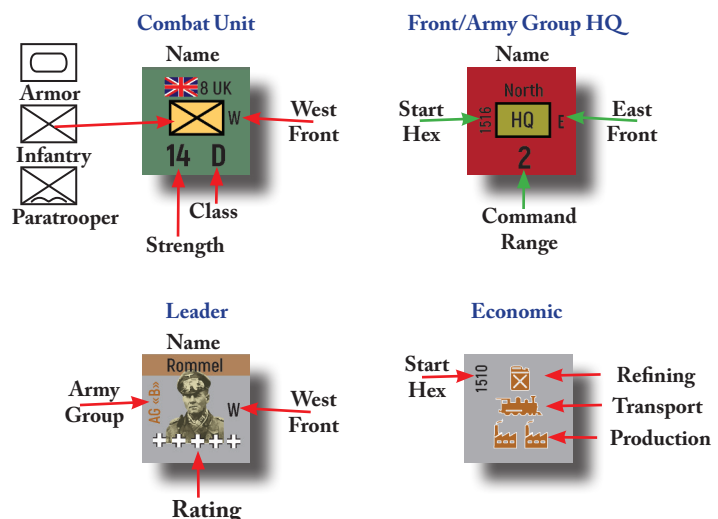 Combat Unit
Name
8 UK
W
14 D
Armor
Infantry
Paratrooper
West
Front
Class
Strength
Front/Army Group HQ
Name
North
1516
HQ
E
2
Start
Hex
East
Front
Command
Range
Leader
Name
Rommel
AG «B»
W
Army
Group
West
Front
Rating
Economic
1510
Start
Hex
Refining
Transport
Production